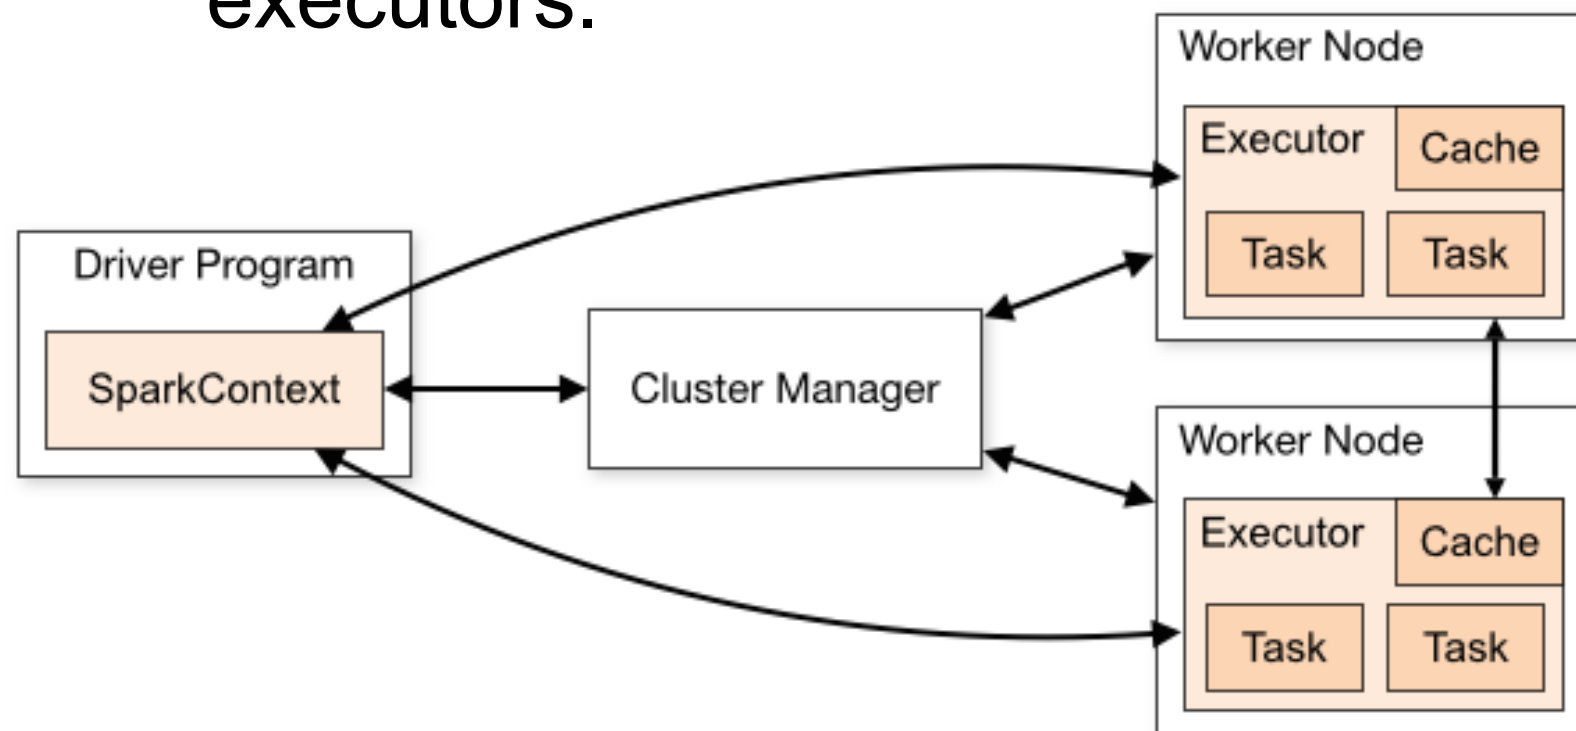 executors.
Driver Program
SparkContext
Cluster Manager
Worker Node
Executor
Cache
Task
Task
Worker Node
Executor
Cache
Task
Task